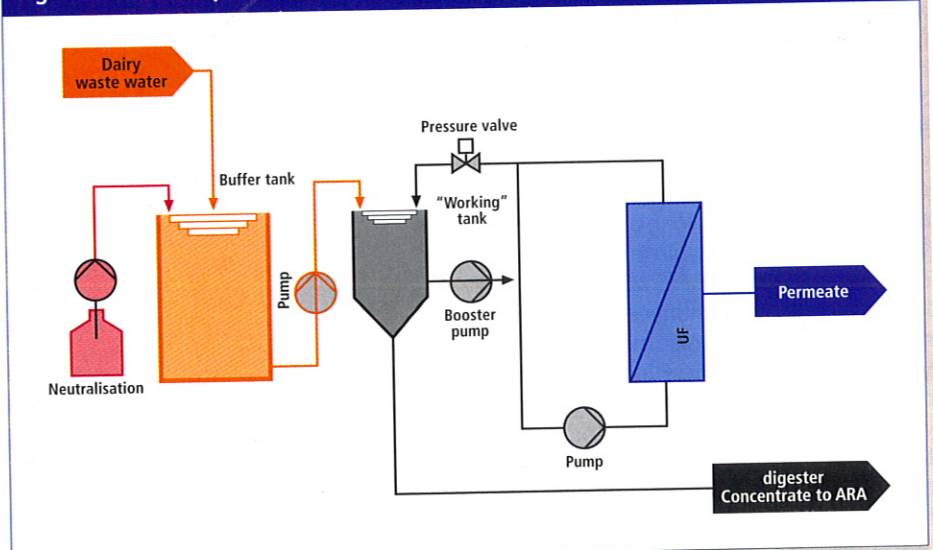 Dairy
waste water
Buffer tank
Pressure valve
"Working"
tank
Pump
Booster
pump
Neutralisation
UF
Permeate
Pump
digester
Concentrate to ARA